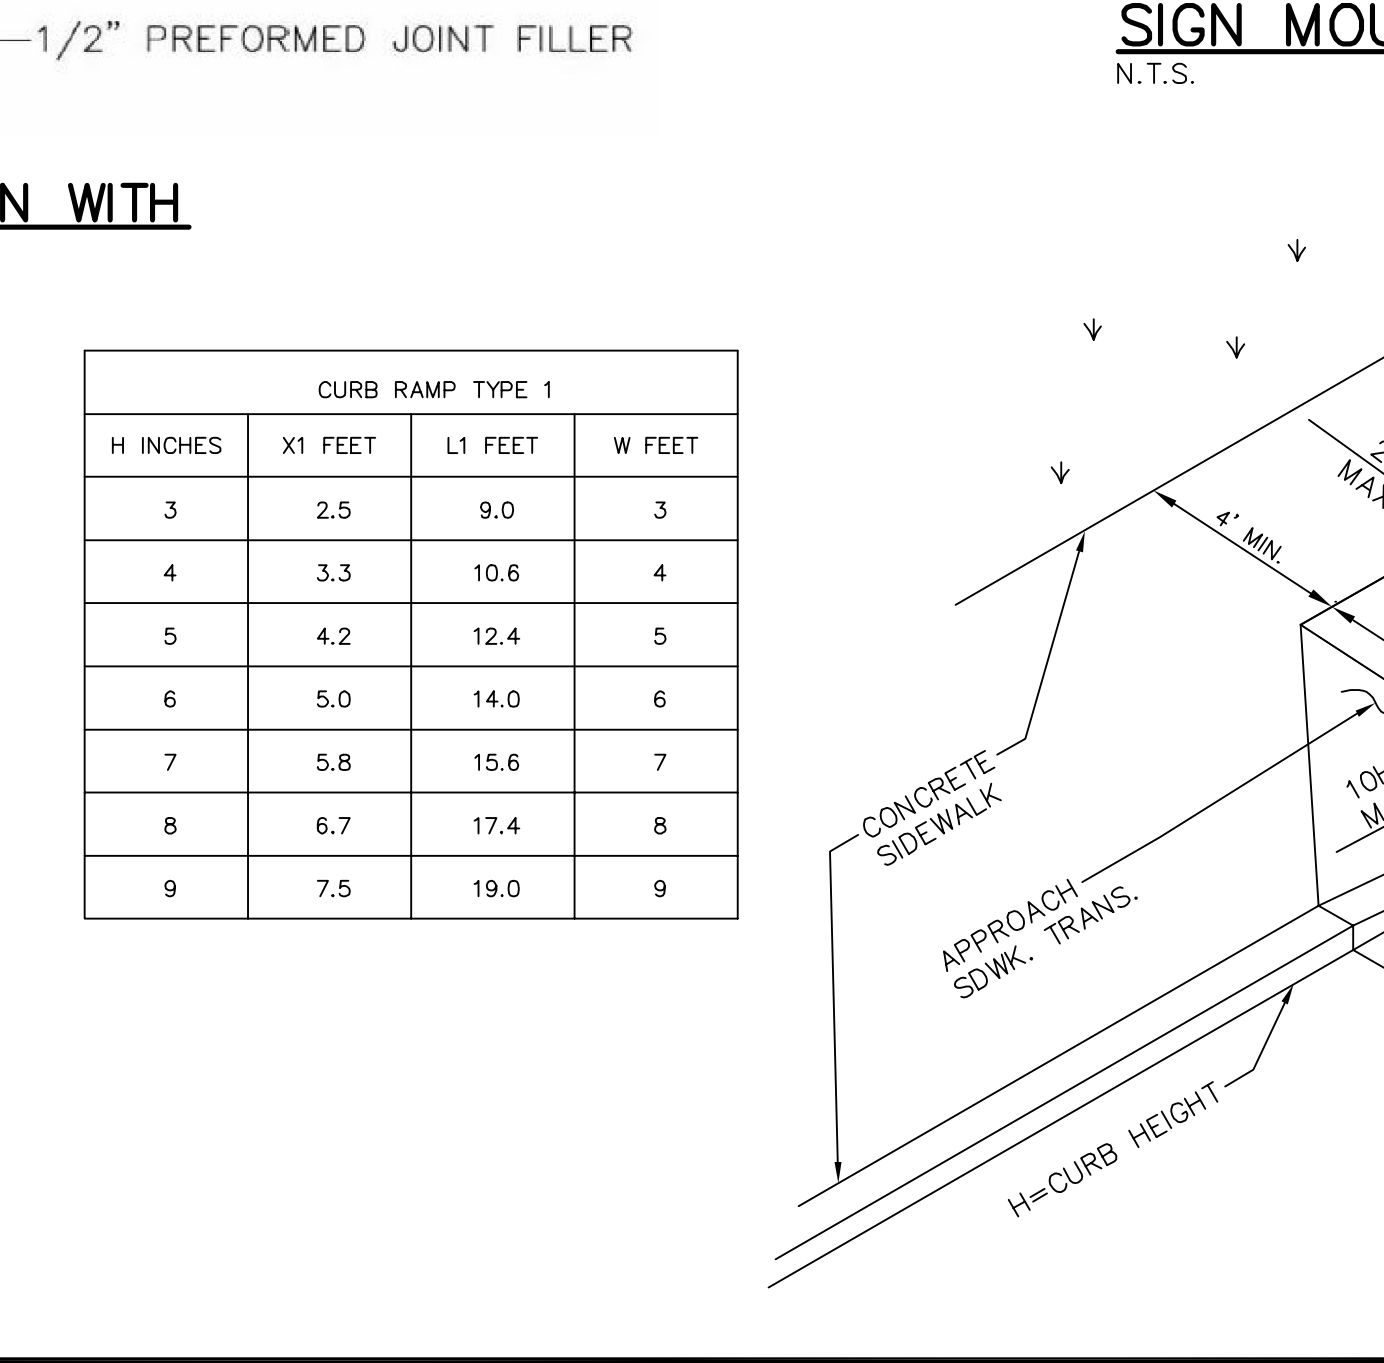 1/2” PREFORMED JOINT FILLER
SIGN
N.T.S.
WITH
CURB RAMP TYPE 1
H INCHES X1 FEET L1 FEET W FEET
3 2.5 9.0 3
4 3.3 10.6 4
5 4.2 12.4 5
6 5.0 14.0 6
7 5.8 15.6 7
8 6.7 17.4 8
9 7.5 19.0 9
4' MIN.
CONCRETE
SIDEWALK
APPROACH
SDWK. TRANS.
H=CURB HEIGHT